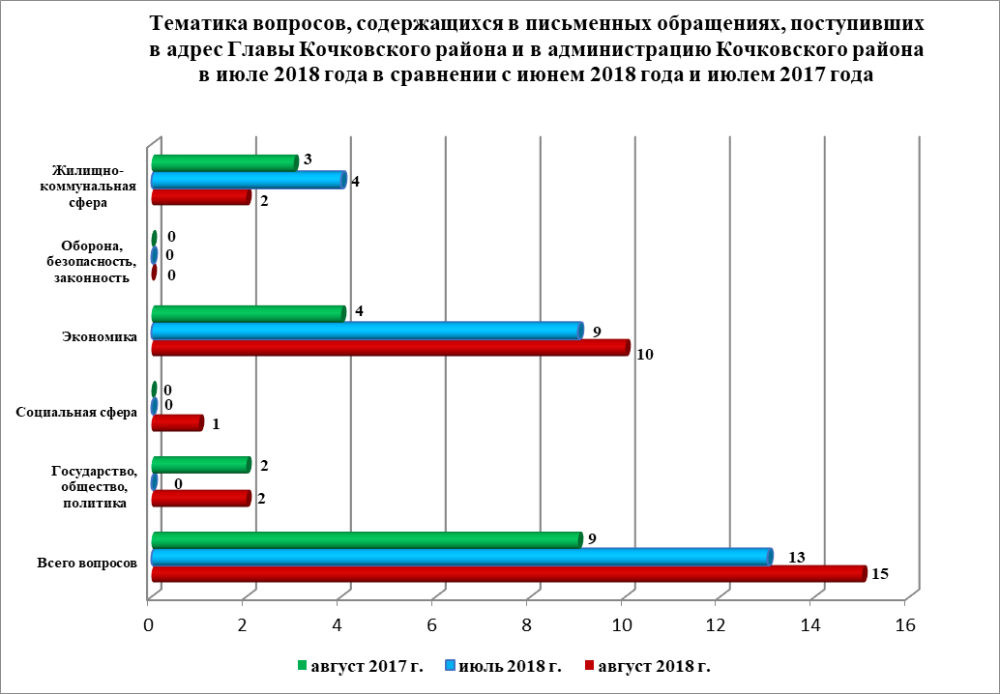 Тематика вопросов, содержащихся в письменных обращениях, поступивших
в адрес Главы Кочковского района и в администрацию Кочковского района
в июле 2018 года в сравнении с июнем 2018 года и июлем 2017 года
Жилищно-
коммунальная
сфера
3
4
2
Оборона,
безопасность,
законность
0
0
0
Экономика
4
9
10
Социальная сфера
0
0
1
Государство,
общество,
политика
2
0
2
Всего вопросов
9
13
15
0 2 4 6 8 10 12 14 16
август 2017 г. июль 2018 г. август 2018 г.